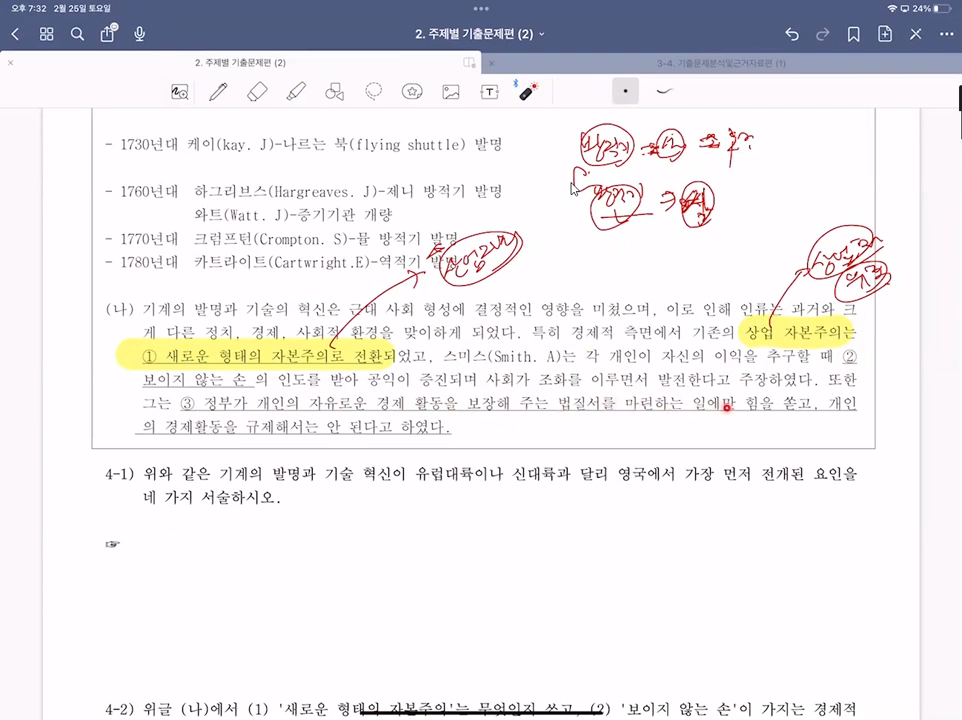 오후 7:32 2월 25일 토요일
24%
2. 주제별 기출문제편 (2)
2. 주제별 기출문제편 (2)
3-4. 기출문제분석및근거자료편 (1)
- 1730년대 케이(kay. J)-나르는 북(flying shuttle) 발명
- 1760년대 하그리브스(Hargreaves. J)-제니 방적기 발명
와트(Watt. J)-증기기관 개량
- 1770년대 크럼프턴(Crompton. S)-뮬 방적기 발명
- 1780년대 카트라이트(Cartwright.E)-역적기 발명
(나) 기계의 발명과 기술의 혁신은 근대 사회 형성에 결정적인 영향을 미쳤으며, 이로 인해 인류는 과거와 크
게 다른 정치, 경제, 사회적 환경을 맞이하게 되었다. 특히 경제적 측면에서 기존의 상업 자본주의는
① 새로운 형태의 자본주의로 전환되었고, 스미스(Smith. A)는 각 개인이 자신의 이익을 추구할 때 ②
보이지 않는 손 의 인도를 받아 공익이 증진되며 사회가 조화를 이루면서 발전한다고 주장하였다. 또한
그는 ③ 정부가 개인의 자유로운 경제 활동을 보장해 주는 법질서를 마련하는 일에만 힘을 쏟고, 개인
의 경제활동을 규제해서는 안 된다고 하였다.
4-1) 위와 같은 기계의 발명과 기술 혁신이 유럽대륙이나 신대륙과 달리 영국에서 가장 먼저 전개된 요인을
네 가지 서술하시오.
4-2) 위글 (나)에서 (1) '새로운 형태의 자본주의'는 무엇인지 쓰고, (2) '보이지 않는 손'이 가지는 경제적